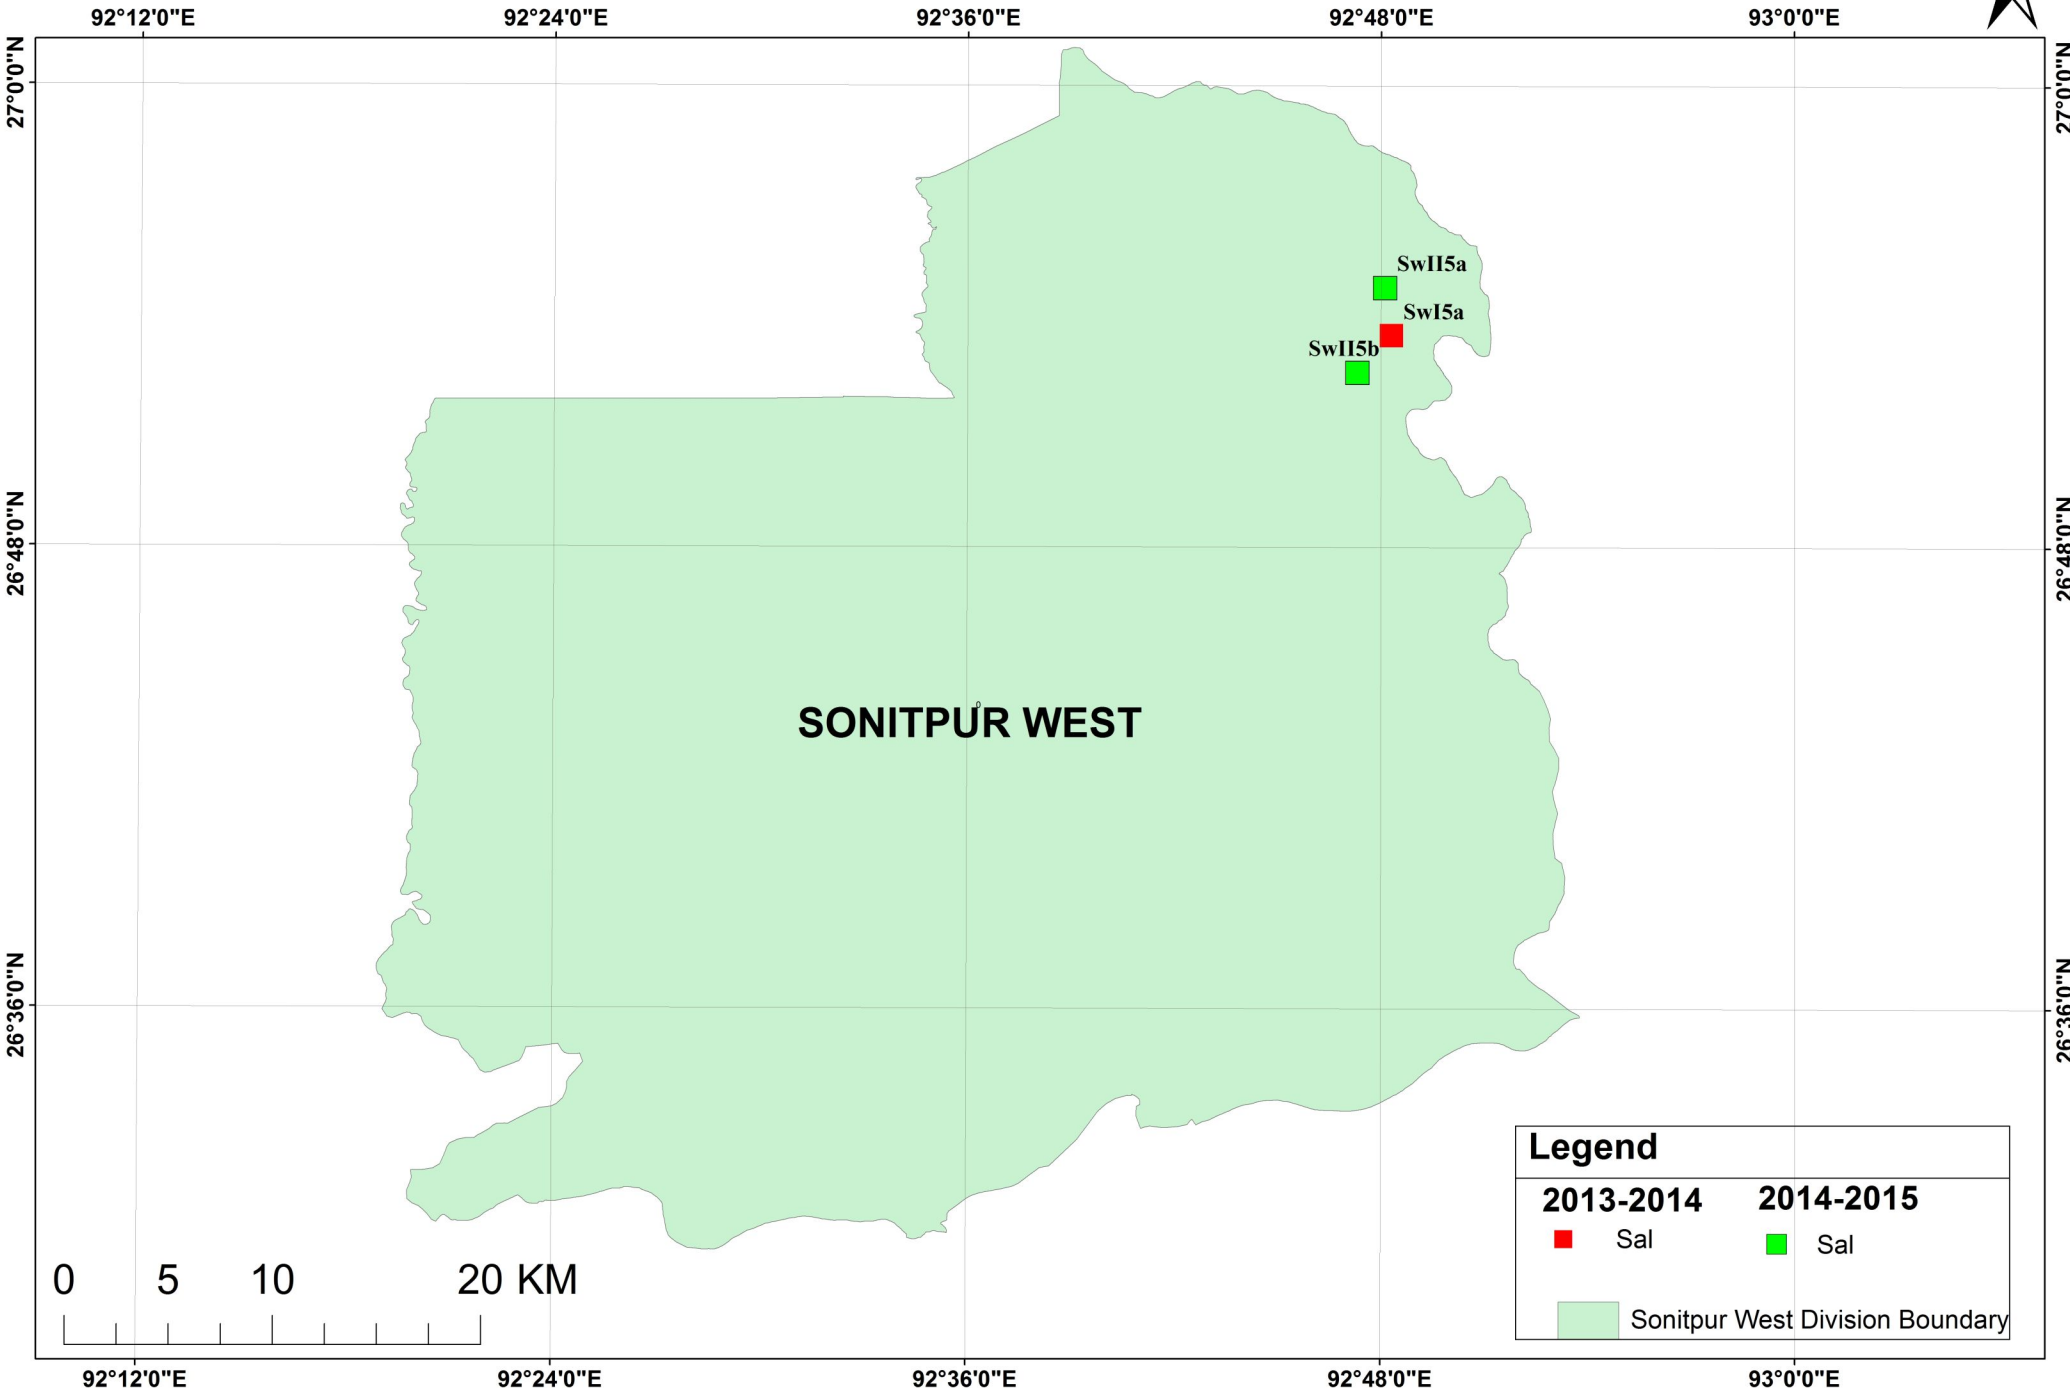 92°12'0"E 92°24'0"E 92°36'0"E 92°48'0"E 93°0'0"E
27°0'0"N
27°0'0"N
SwII5a
SwI5a
SwII5b
26°48'0"N
26°48'0"N
SONITPUR WEST
26°36'0"N
26°36'0"N
Legend
2013-2014 2014-2015
Sal Sal
Sonitpur West Division Boundary
0 5 10 20 KM
92°12'0"E 92°24'0"E 92°36'0"E 92°48'0"E 93°0'0"E